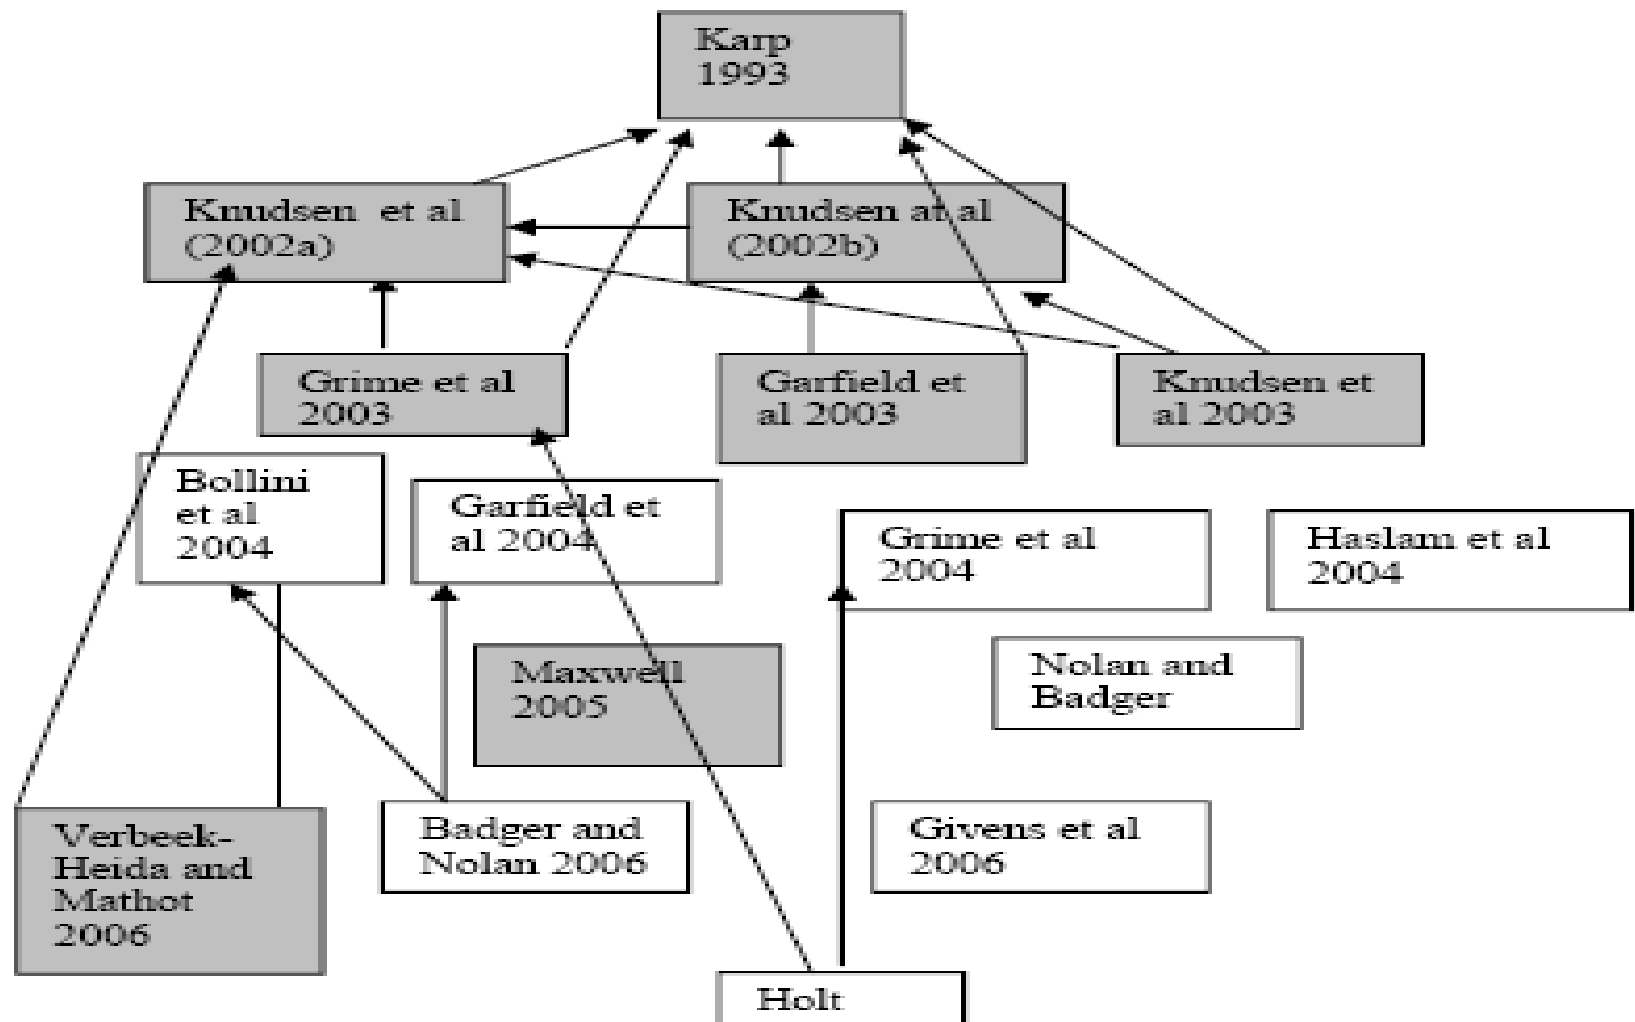 Karp
1993
Knudsen et al
(2002a)
Knudsen at al
(2002b)
Grime et al
2003
Garfield et
al 2003
Knudsen et
al 2003
Bollini
et al
2004
Garfield et
al 2004
Grime et al
2004
Haslam et al
2004
Maxwell
2005
Nolan and
Badger
Verbeek-
Heida and
Mathot
2006
Badger and
Nolan 2006
Givens et al
2006
Holt